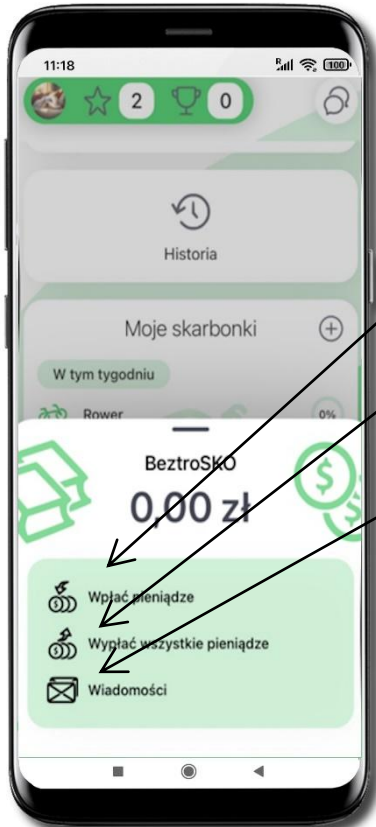 11:18
R
100
2
0
Historia
Moje skarbonki
W tym tygodniu
Rower
0%
BeztroSKO
0,00 zł
Wpłać pieniądze
Wypłać wszystkie pieniądze
Wiadomości